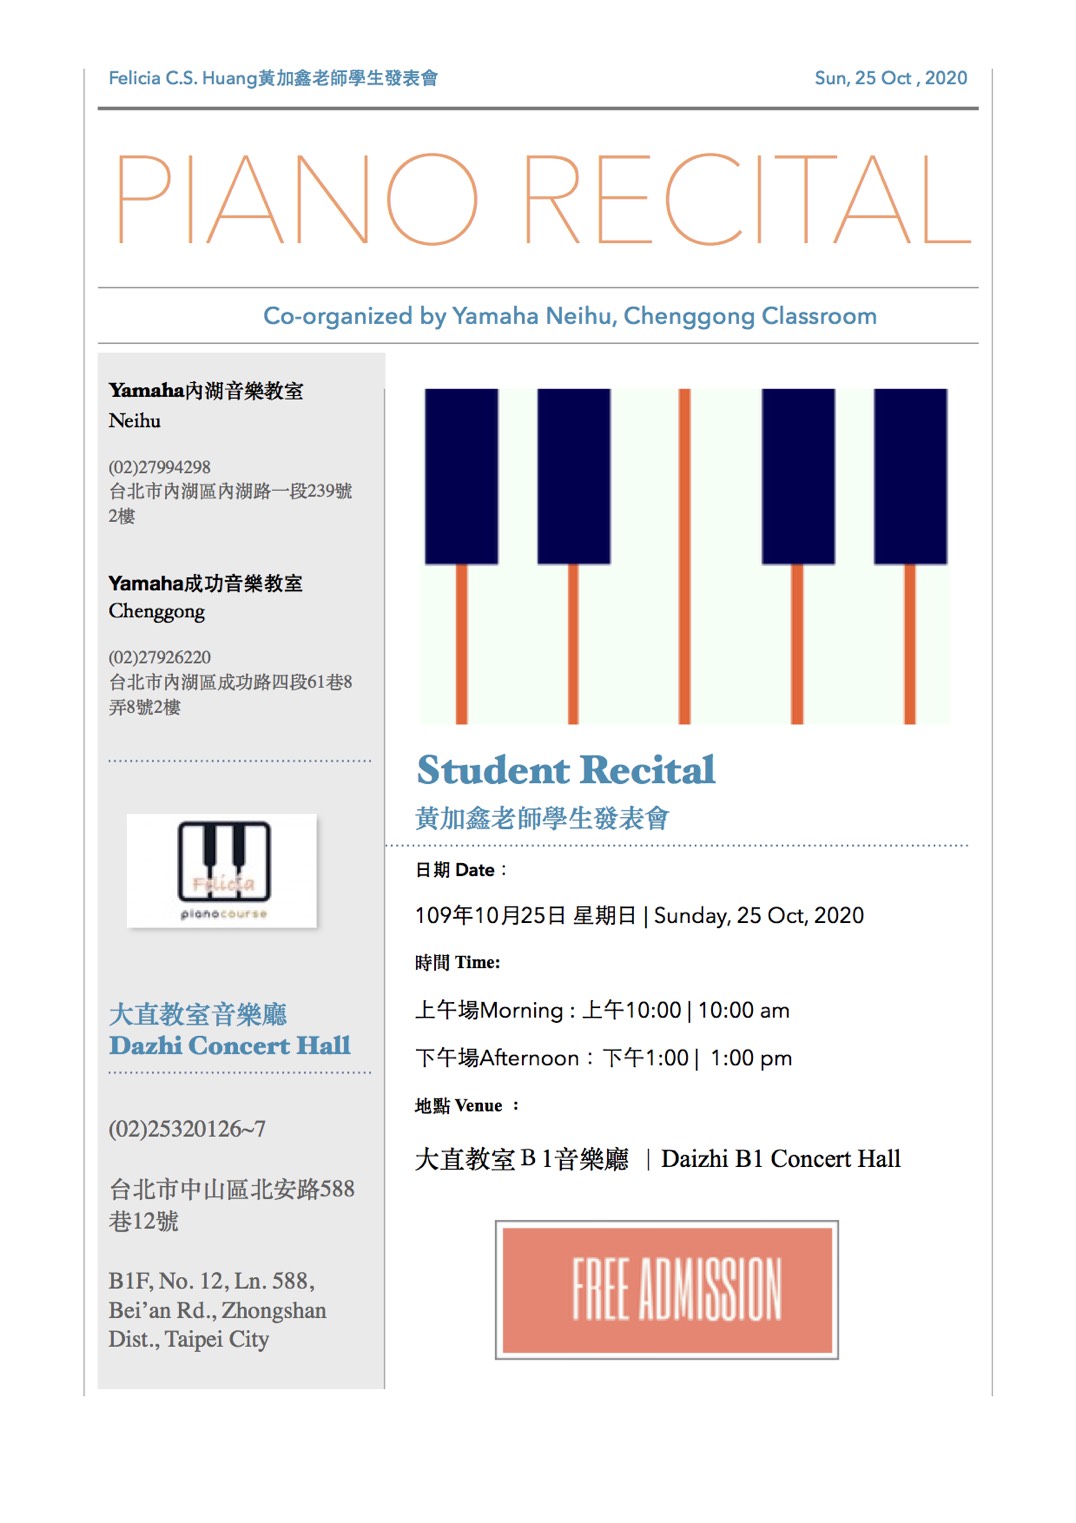 Felicia C.S. Huang黃加鑫老師學生發表會
Sun, 25 Oct , 2020
PIANO RECITAL
Co-organized by Yamaha Neihu, Chenggong Classroom
Yamaha內湖音樂教室
Neihu
(02)27994298
台北市內湖區內湖路一段239號
2樓
Yamaha成功音樂教室
Chenggong
(02)27926220
台北市內湖區成功路四段61巷8
弄8號2樓
Felicia
pianocourse
大直教室音樂廳
Dazhi Concert Hall
(02)25320126~7
台北市中山區北安路588
巷12號
B1F, No. 12, Ln. 588,
Bei’an Rd., Zhongshan
Dist., Taipei City
Student Recital
黃加鑫老師學生發表會
日期 Date：
109年10月25日 星期日 | Sunday, 25 Oct, 2020
時間 Time:
上午場Morning : 上午10:00 | 10:00 am
下午場Afternoon：下午1:00 | 1:00 pm
地點 Venue ：
大直教室Ｂ1音樂廳 ｜Daizhi B1 Concert Hall
FREE ADMISSION